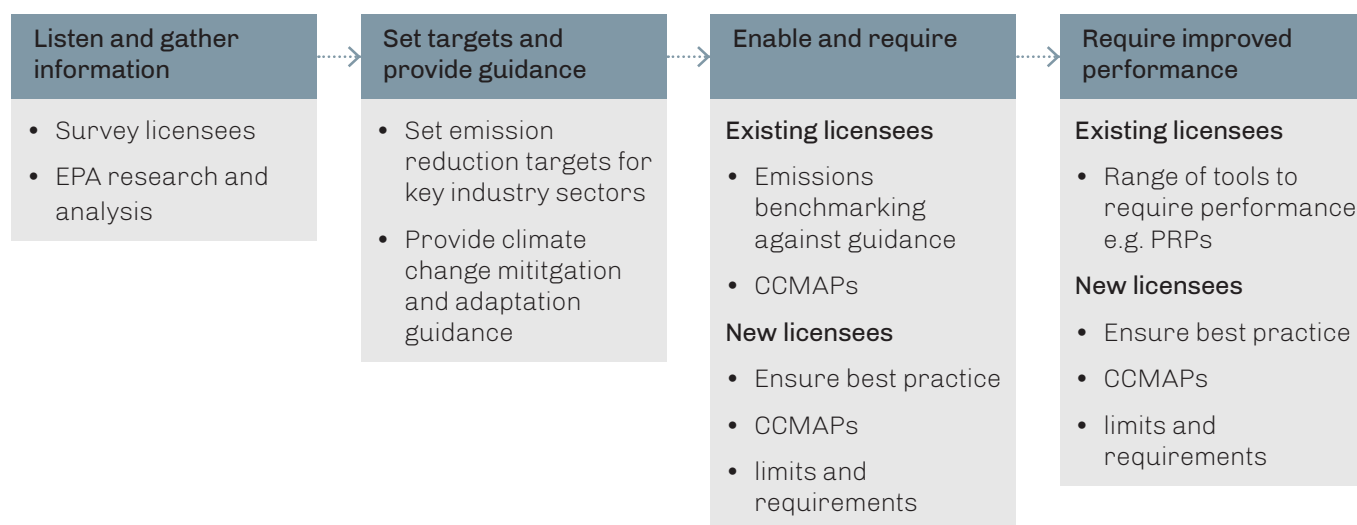 Listen and gather
information
• Survey licensees
• EPA research and
analysis
Set targets and
provide guidance
• Set emission
reduction targets for
key industry sectors
• Provide climate
change mititgation
and adaptation
guidance
Enable and require
Existing licensees
• Emissions
benchmarking
against guidance
• CCMAPs
New licensees
• Ensure best practice
• CCMAPs
• limits and
requirements
Require improved
performance
Existing licensees
• Range of tools to
require performance
e.g. PRPs
New licensees
• Ensure best practice
• CCMAPs
• limits and
requirements